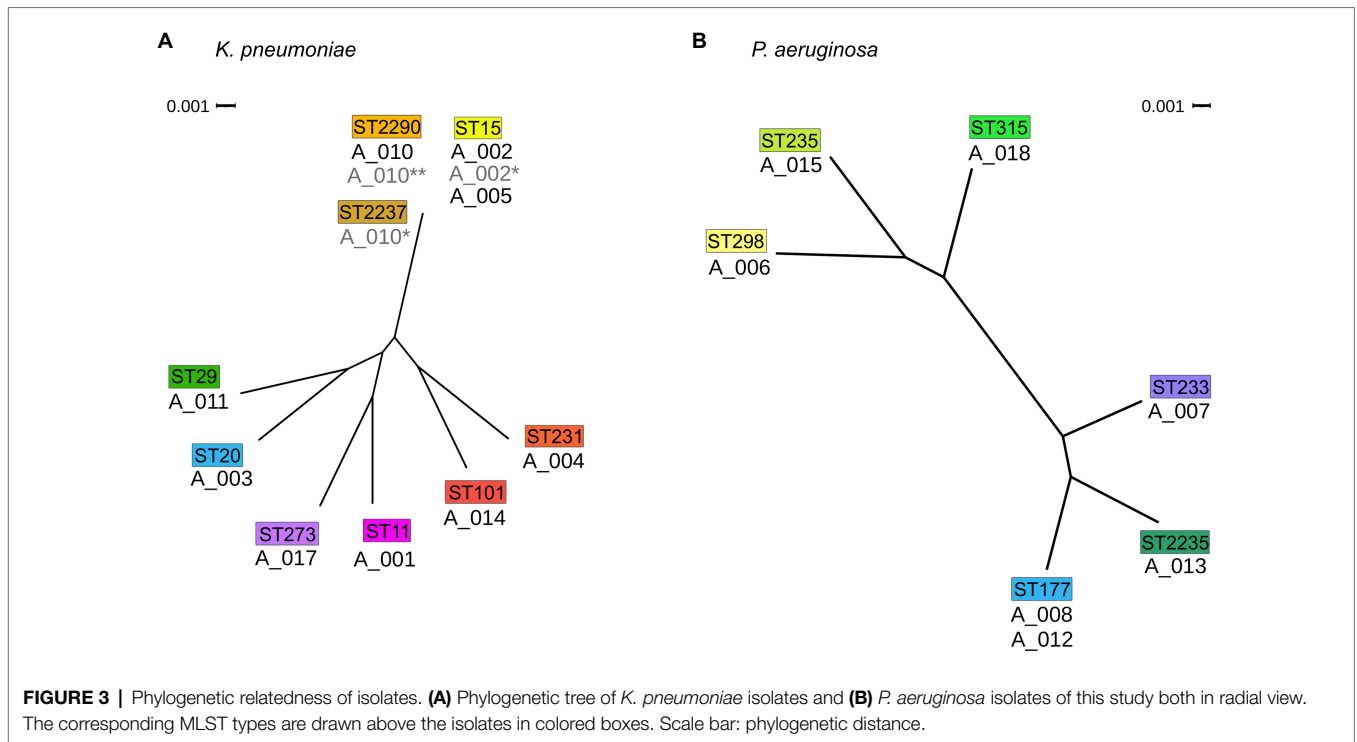 A
K. pneumoniae
0.001
ST2290
A_010
A_010**
ST15
A_002
A_002*
A_005
ST2237
A_010*
ST29
A_011
ST20
A_003
ST273
A_017
ST11
A_001
ST101
A_014
ST231
A_004
B
P. aeruginosa
0.001
ST235
A_015
ST315
A_018
ST298
A_006
ST233
A_007
ST2235
A_013
ST177
A_008
A_012
FIGURE 3 | Phylogenetic relatedness of isolates. (A) Phylogenetic tree of K. pneumoniae isolates and (B) P. aeruginosa isolates of this study both in radial view.
The corresponding MLST types are drawn above the isolates in colored boxes. Scale bar: phylogenetic distance.